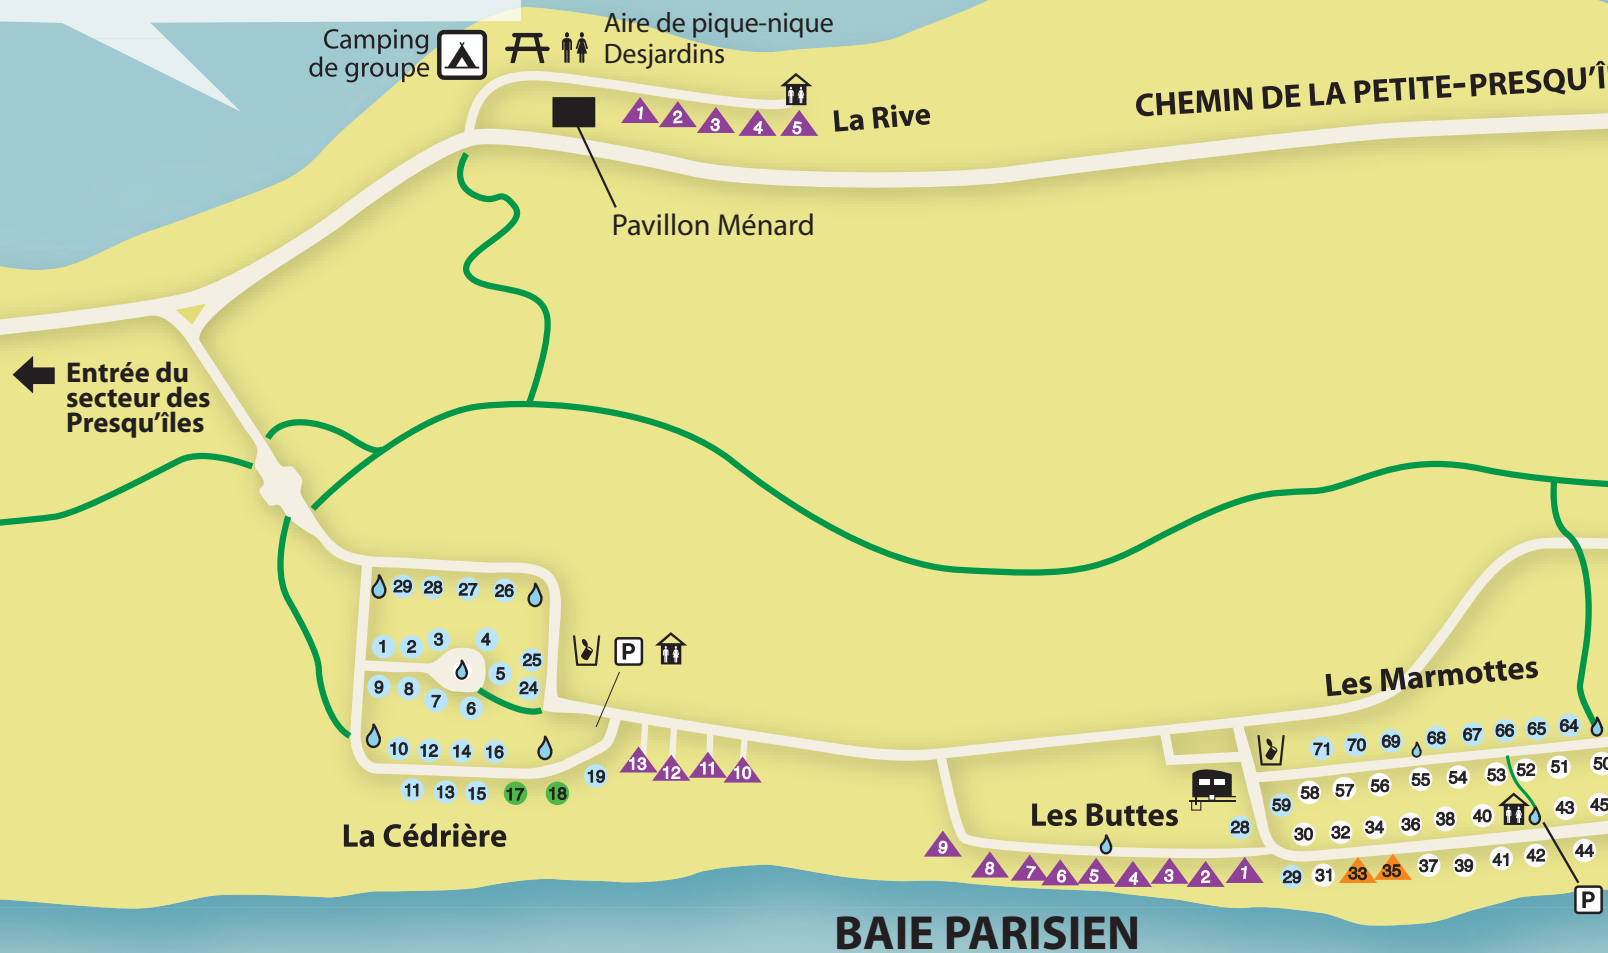 Camping
de groupe
Aire de pique-nique
Desjardins
1 2 3 4 5
La Rive
CHEMIN DE LA PETITE-PRESQU'Î
Pavillon Ménard
Entrée du
secteur des
Presqu'îles
29 28 27 26
1 2 3 4
25
5
9 8 7 6 24
10 12 14 16
11 13 15 17 18 19
P
13 12 11 10
La Cédrière
Les Marmottes
71 70 69 68 67 66 65 64
59 58 57 56 55 54 53 52 51 50
28 30 32 34 36 38 40 43 45
29 31 33 35 37 39 41 42 44
P
Les Buttes
9 8 7 6 5 4 3 2 1
BAIE PARISIEN